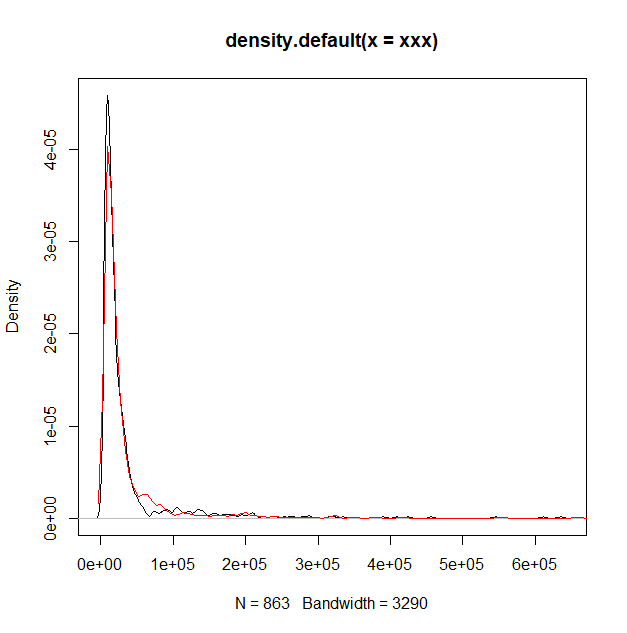 density.default(x = xxx)
Density
0e+00
1e-05
2e-05
3e-05
4e-05
0e+00 1e+05 2e+05 3e+05 4e+05 5e+05 6e+05
N = 863 Bandwidth = 3290